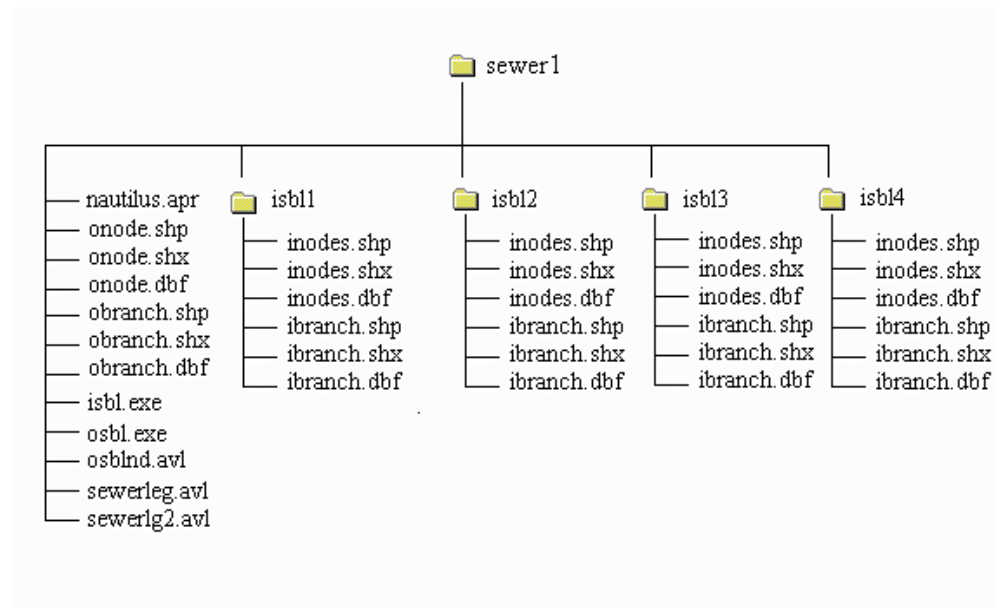 sewer1
nautilus.apr
onode.shp
onode.shx
onode.dbf
obranch.shp
obranch.shx
obranch.dbf
isbl.exe
osbl.exe
osblnd.avl
sewerleg.avl
sewerlg2.avl
isbl1
inodes.shp
inodes.shx
inodes.dbf
ibranch.shp
ibranch.shx
ibranch.dbf
isbl2
inodes.shp
inodes.shx
inodes.dbf
ibranch.shp
ibranch.shx
ibranch.dbf
isbl3
inodes.shp
inodes.shx
inodes.dbf
ibranch.shp
ibranch.shx
ibranch.dbf
isbl4
inodes.shp
inodes.shx
inodes.dbf
ibranch.shp
ibranch.shx
ibranch.dbf